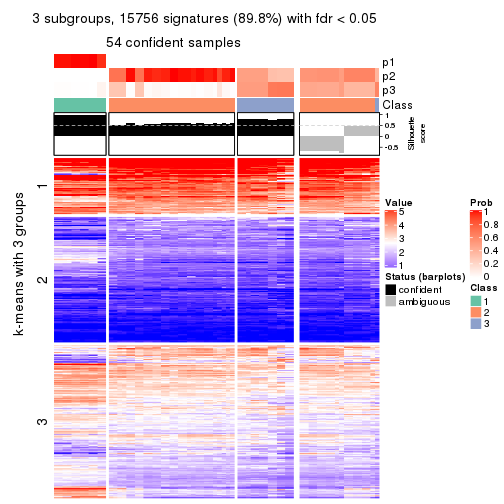 3 subgroups, 15756 signatures (89.8%) with fdr < 0.05
54 confident samples
p1
p2
p3
Class
1
0.5
0
-0.5
Silhouette
score
k-means with 3 groups
1
2
3
Value
5
4
3
2
1
Status (barplots)
confident
ambiguous
Prob
1
0.8
0.6
0.4
0.2
0
Class
1
2
3